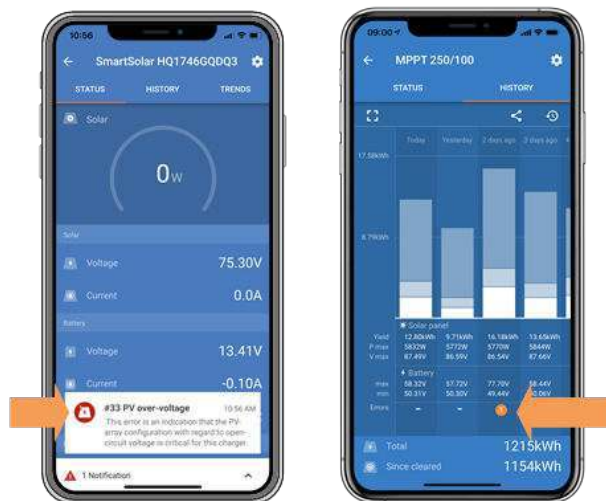 10:56
SmartSolar HQ1746GQDQ3
STATUS HISTORY TRENDS
Solar
0W
Solar
Voltage 75.30V
Current 0.0A
Battery
Voltage 13.41V
Current -0.10A
#33 PV over-voltage 10:56 AM
This error is an indication that the PV-
array configuration with regard to open-
circuit voltage is critical for this charger.
1 Notification
09:00
MPPT 250/100
STATUS HISTORY
Today Yesterday 2 days ago 3 days ago
17.58kWh
8.79kWh
Solar panel
Yield 12.80kWh 9.71kWh 16.18kWh 13.65kWh
P max 5832W 5772W 5770W 5844W
V max 87.49V 86.59V 86.54V 87.66V
Battery
max 58.32V 57.72V 77.70V 58.44V
min 50.31V 50.30V 49.44V
Errors - -
Total 1215kWh
Since cleared 1154kWh